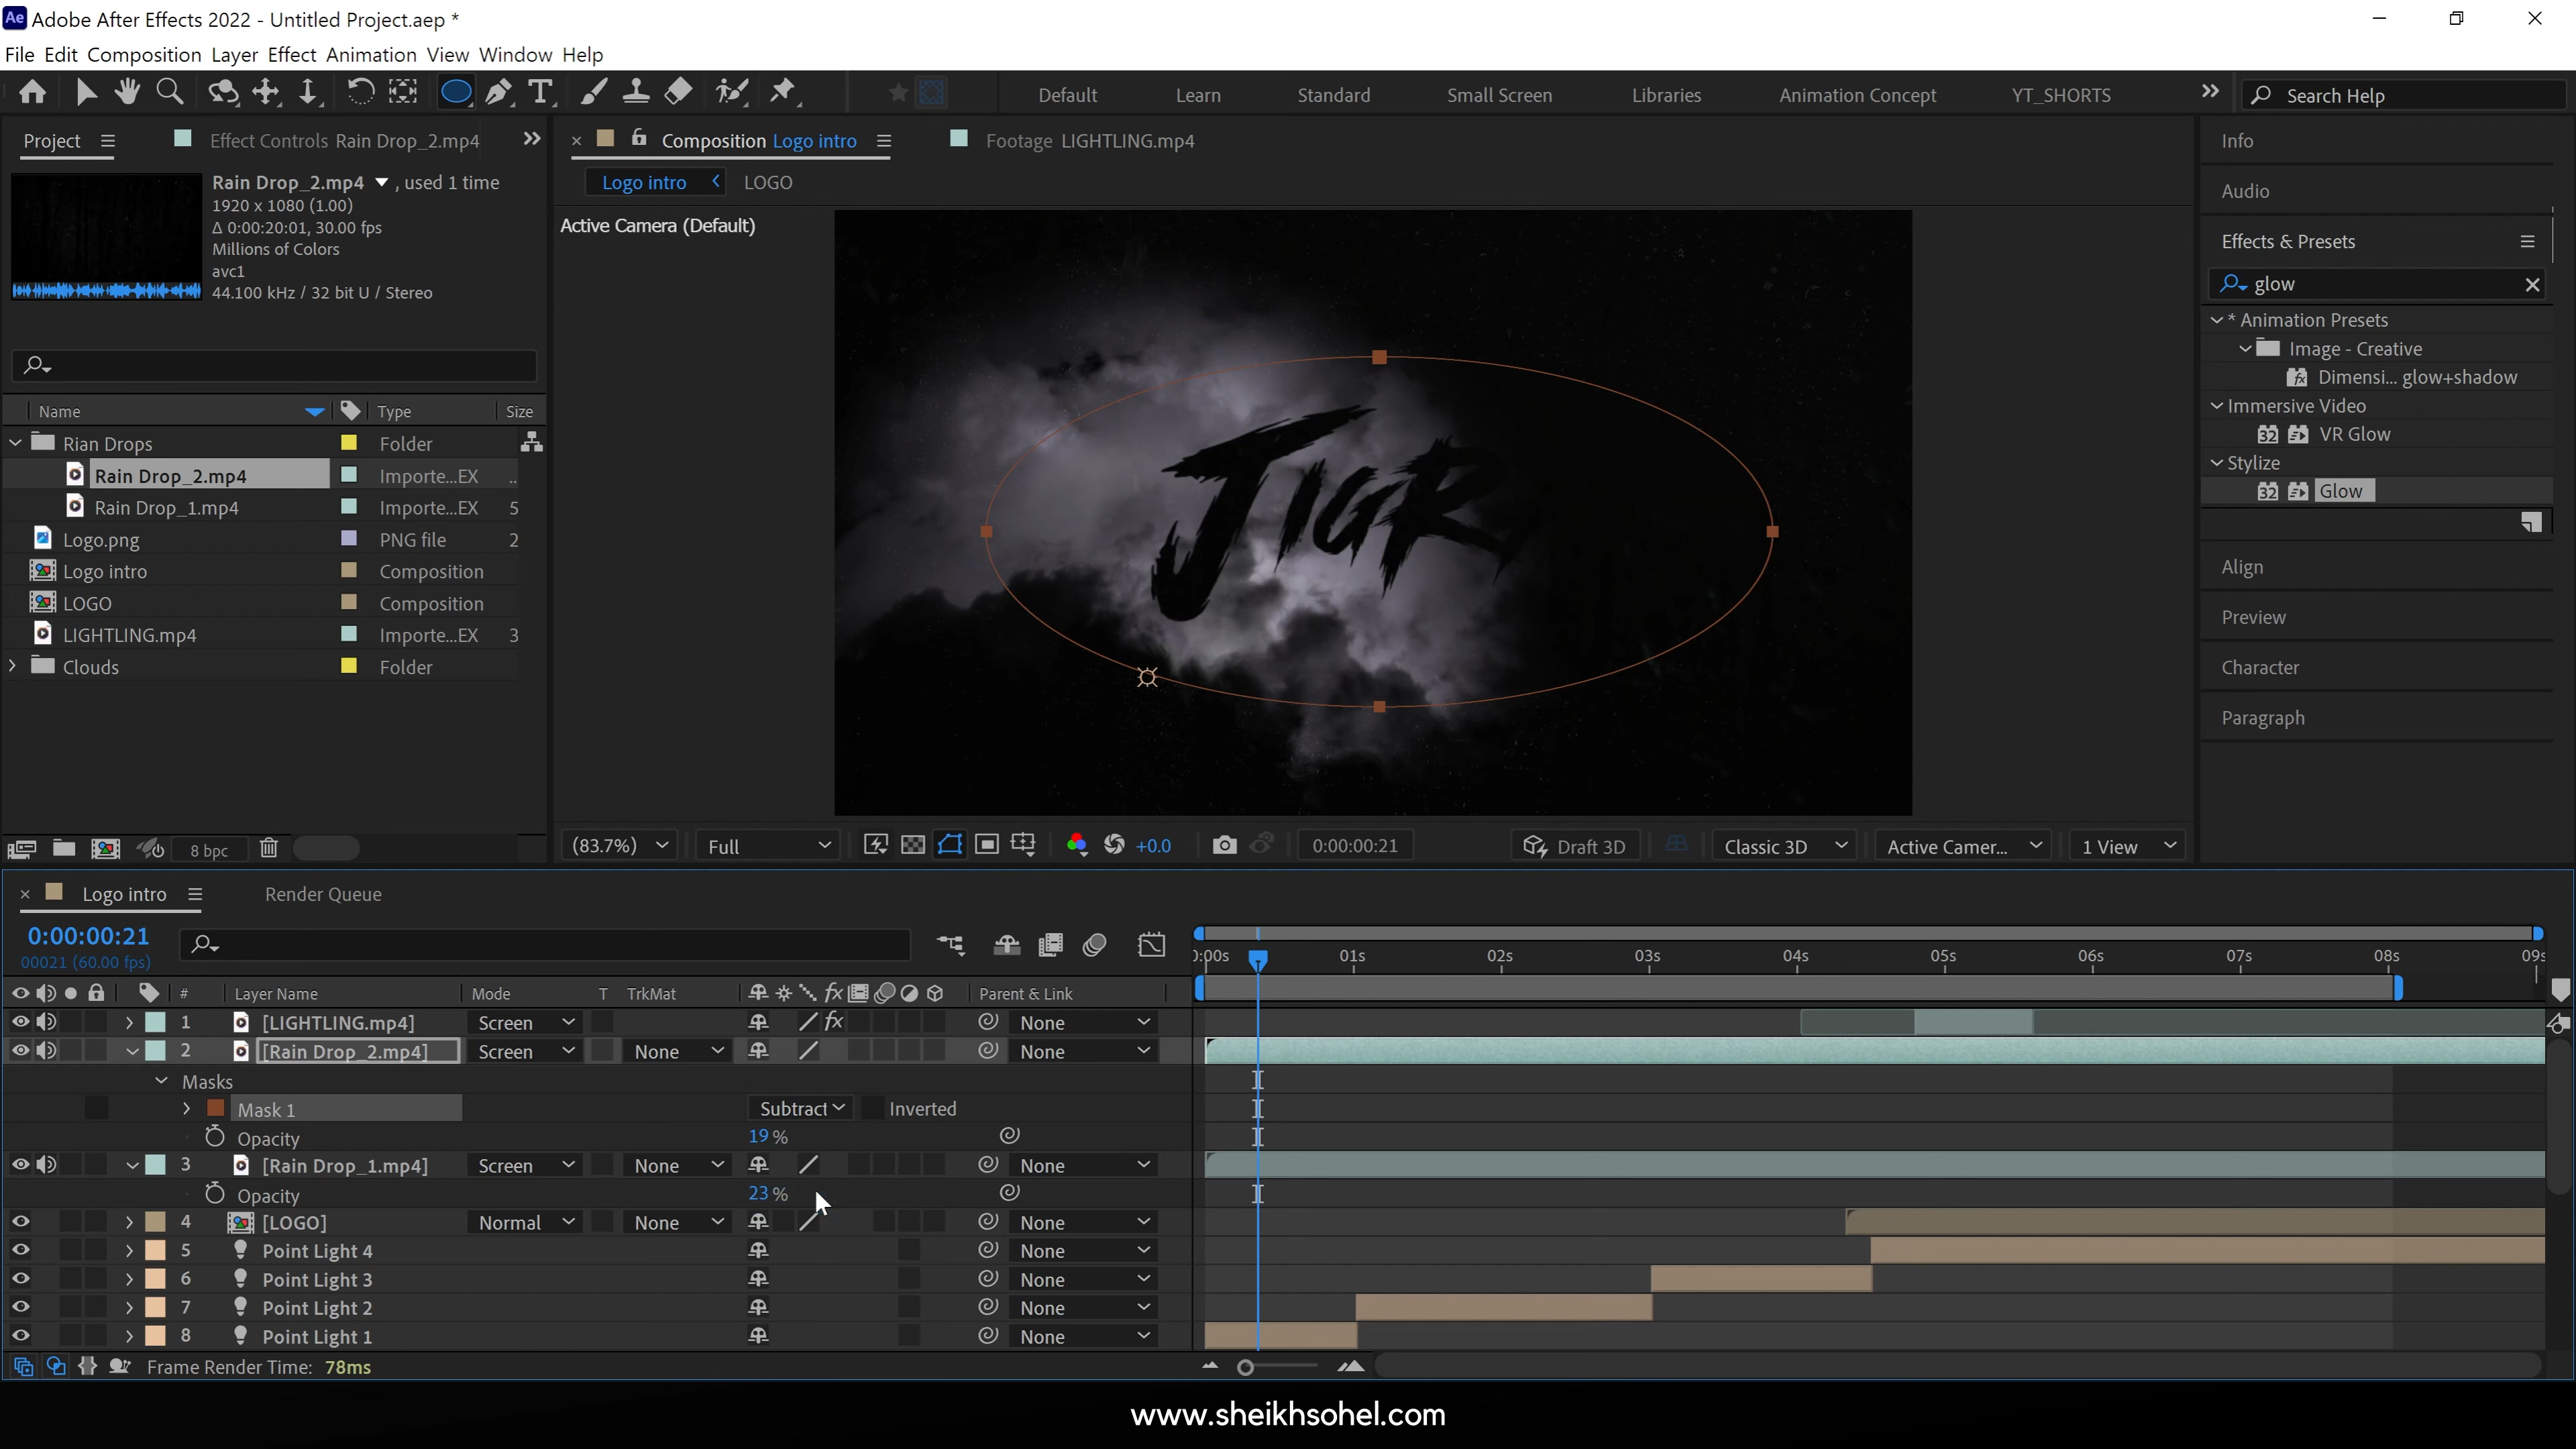 Ae Adobe After Effects 2022 - Untitled Project.aep *
File Edit Composition Layer Effect Animation View Window Help
Default Learn Standard Small Screen Libraries Animation Concept YT_SHORTS Search Help
Project Effect Controls Rain Drop_2.mp4
Composition Logo intro Footage LIGHTLING.mp4
Rain Drop_2.mp4 , used 1 time
1920 x 1080 (1.00)
Δ 0:00:20:01, 30.00 fps
Millions of Colors
avc1
44.100 kHz / 32 bit U / Stereo
Name Type Size
Rian Drops Folder
Rain Drop_2.mp4 Importe...EX ..
Rain Drop_1.mp4 Importe...EX 5
Logo.png PNG file 2
Logo intro Composition
LOGO Composition
LIGHTLING.mp4 Importe...EX 3
Clouds Folder
8 bpc
Logo intro LOGO
Active Camera (Default)
(83.7%) Full +0.0 0:00:00:21 Draft 3D Classic 3D Active Camer... 1 View
Info
Audio
Effects & Presets
glow
* Animation Presets
Image - Creative
Dimensi... glow+shadow
Immersive Video
32 VR Glow
Stylize
32 Glow
Align
Preview
Character
Paragraph
Logo intro Render Queue
0:00:00:21
00021 (60.00 fps)
01s 02s 03s 04s 05s 06s 07s 08s
# Layer Name Mode T TrkMat fx Parent & Link
1 [LIGHTLING.mp4] Screen fx None
2 [Rain Drop_2.mp4] Screen None None
Masks
Mask 1 Subtract Inverted
Opacity 19 %
3 [Rain Drop_1.mp4] Screen None None
Opacity 23 %
4 [LOGO] Normal None None
5 Point Light 4 None
6 Point Light 3 None
7 Point Light 2 None
8 Point Light 1 None
Frame Render Time: 78ms
www.sheikhsohel.com